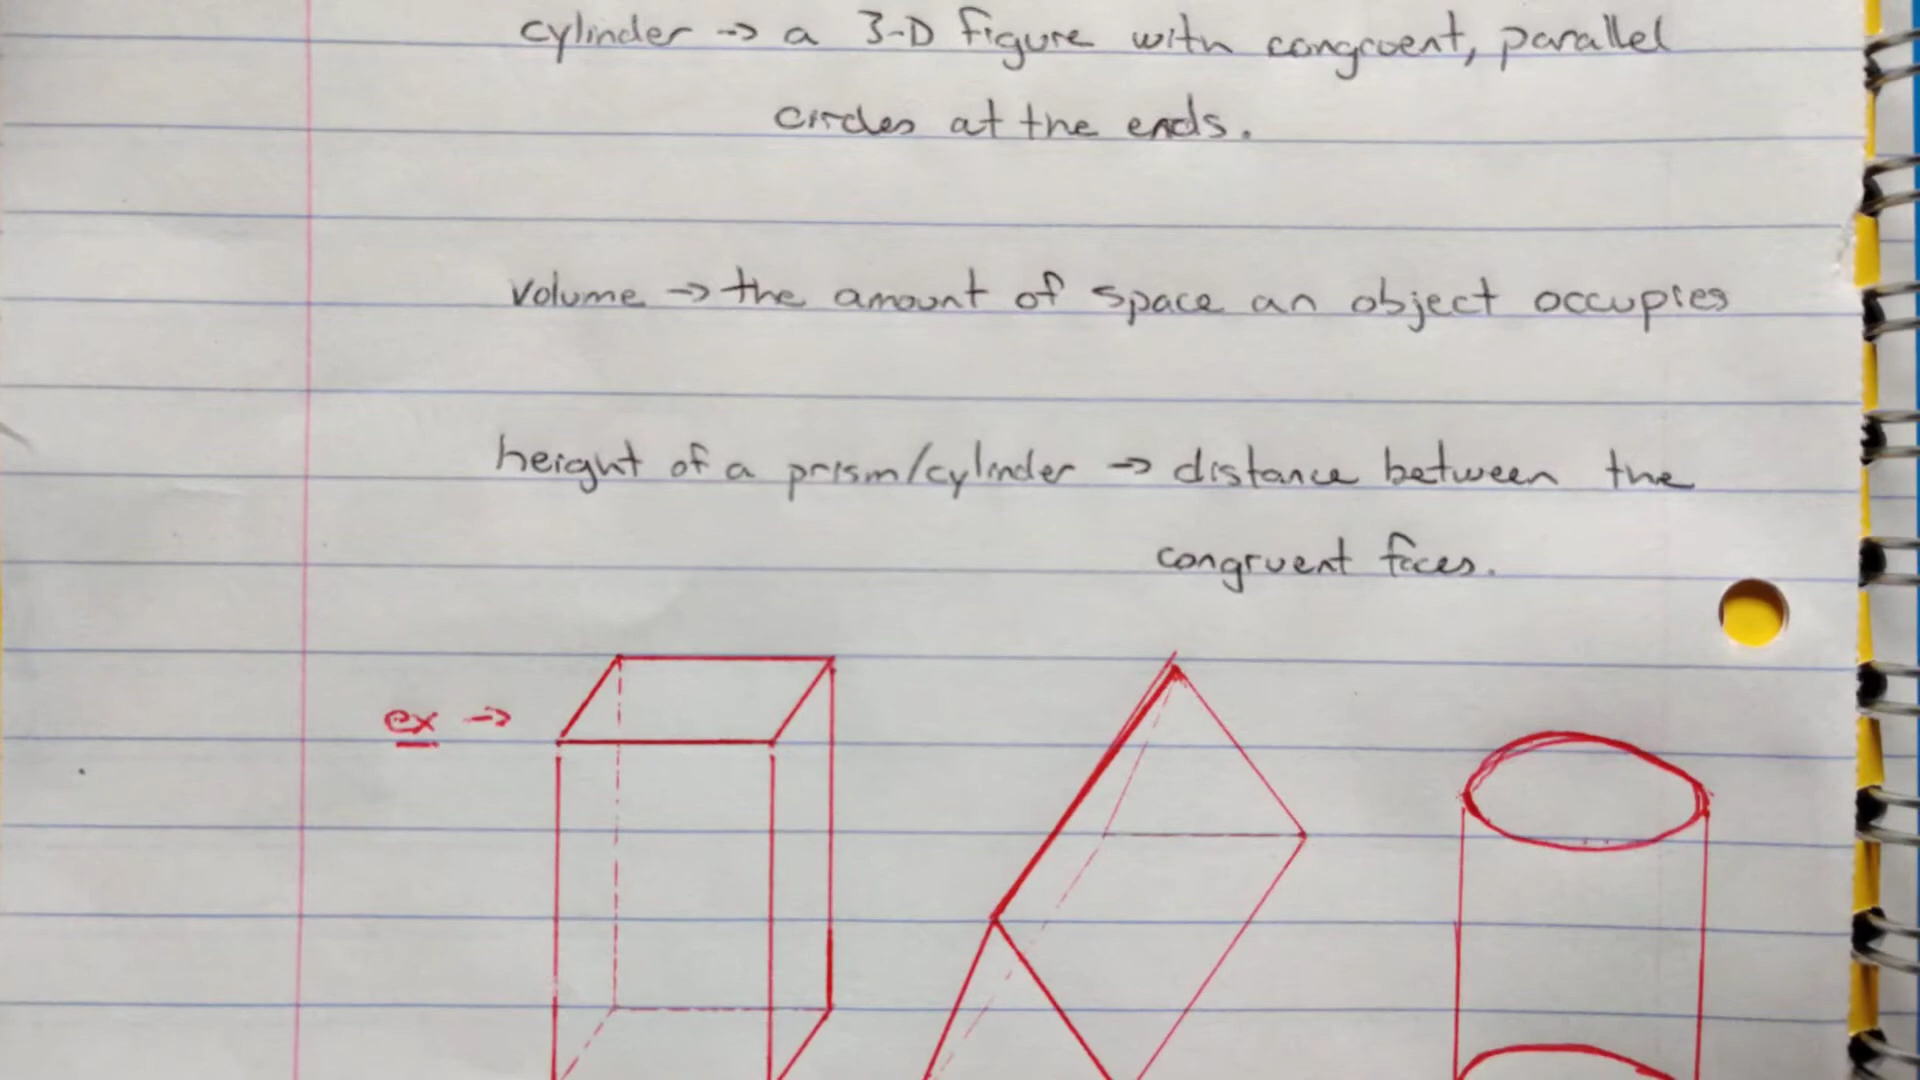 cylinder → a 3-D figure with congruent, parallel
circles at the ends.
volume → the amount of space an object occupies
height of a prism/cylinder → distance between the
congruent faces.
ex →